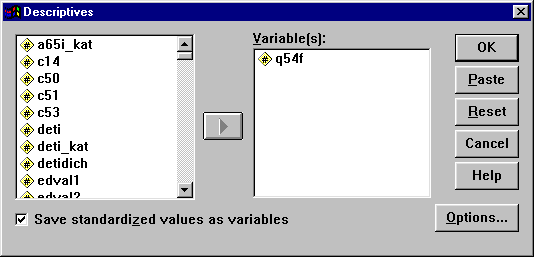 Descriptives
a65i_kat
c14
c50
c51
c53
deti
deti_kat
detidich
edval1
edval2
Variable(s):
q54f
OK
Paste
Reset
Cancel
Help
Save standardized values as variables
Options...